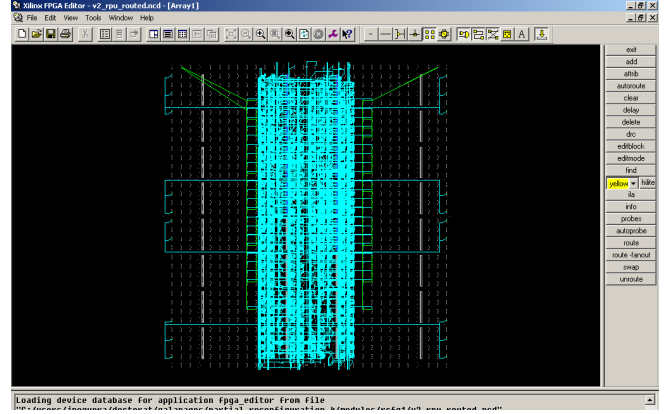 Xilinx FPGA Editor - v2_rpu_routed.ncd - [Array1]
File Edit View Tools Window Help
A
exit
add
attrib
autoroute
clear
delay
delete
drc
editblock
editmode
find
yellow hilite
ila
info
probes
autoprobe
route
route -fanout
swap
unroute
Loading device database for application fpga_editor from file